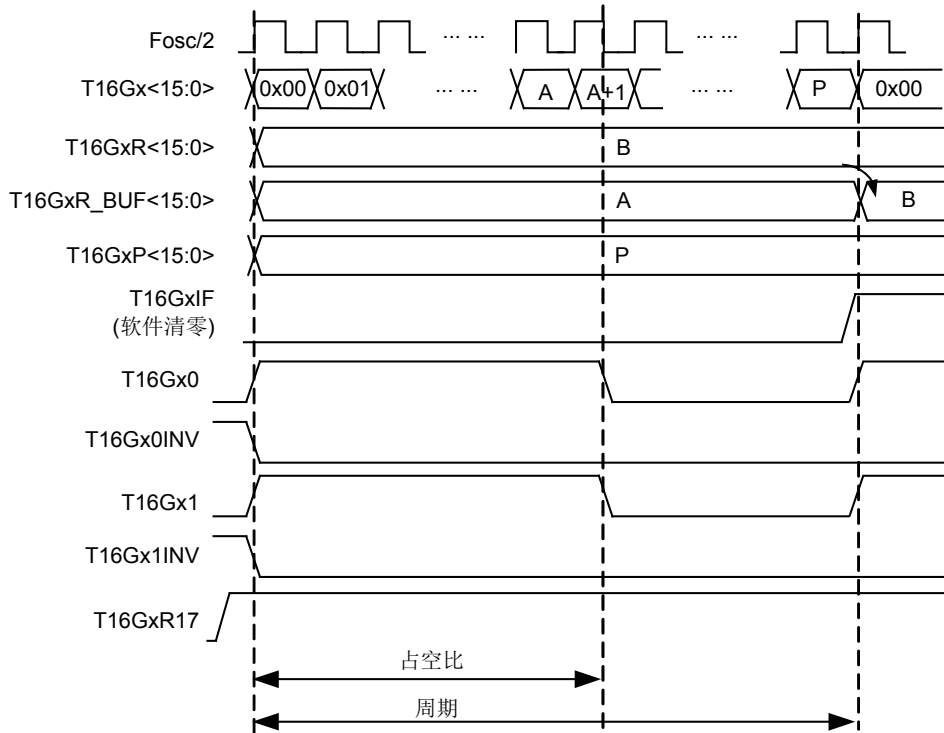 Fosc/2
... ...
... ...
T16Gx<15:0>
0x00
0x01
... ...
A
A+1
... ...
P
0x00
T16GxR<15:0>
B
T16GxR_BUF<15:0>
A
B
T16GxP<15:0>
P
T16GxIF
(软件清零)
T16Gx0
T16Gx0INV
T16Gx1
T16Gx1INV
T16GxR17
占空比
周期